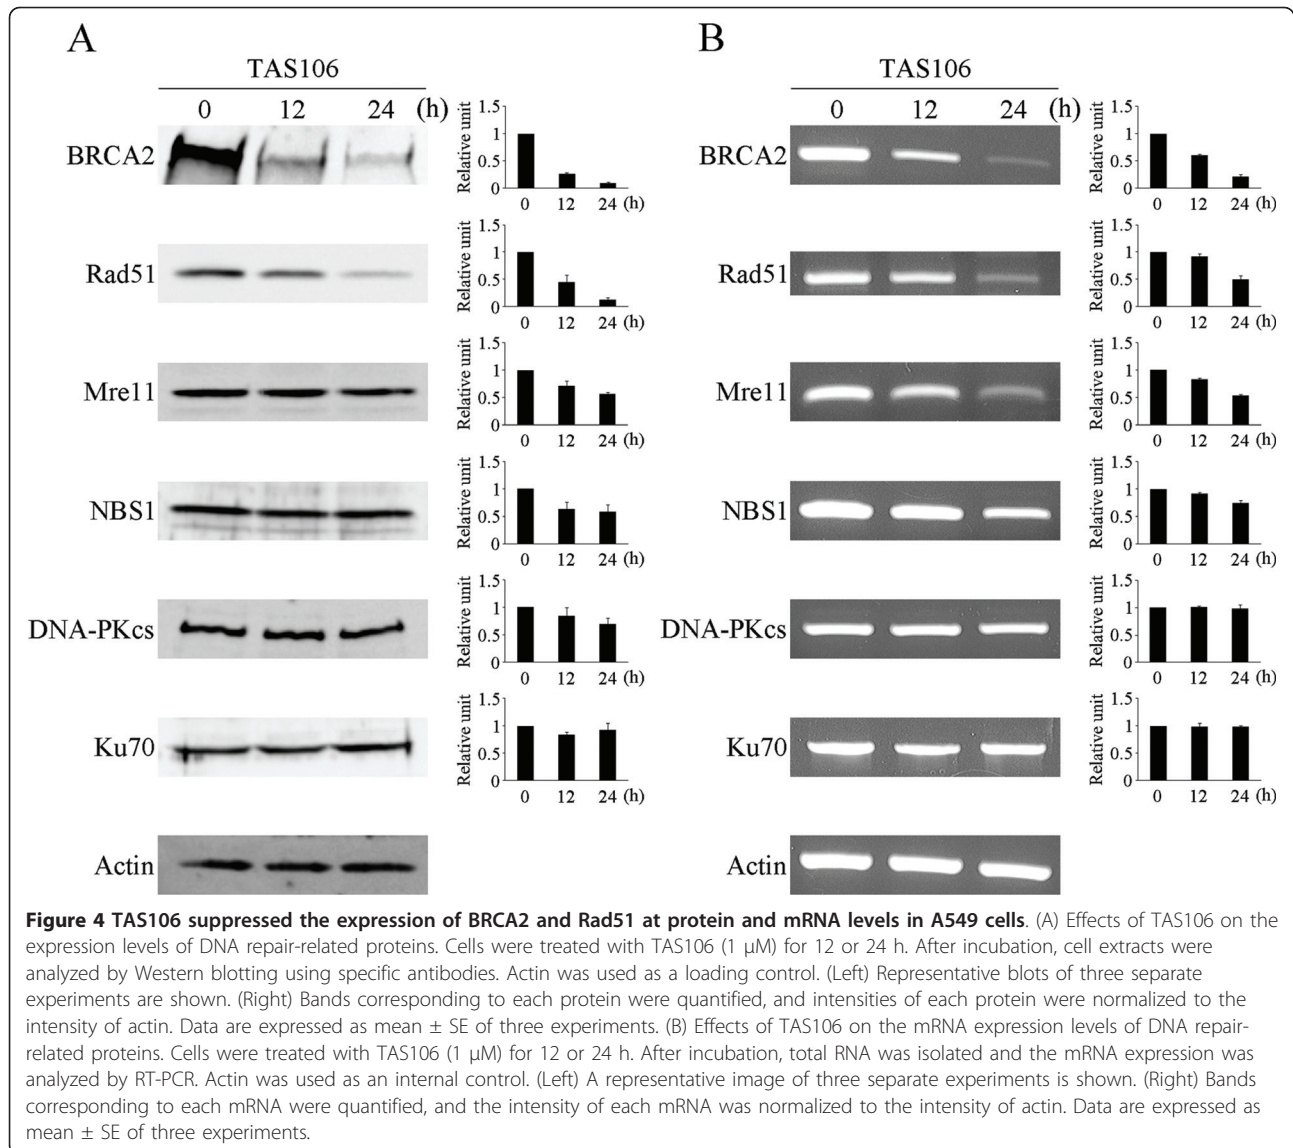 A
B
TAS106
0 12 24 (h)
BRCA2
Relative unit
1.5
1
0.5
0
0 12 24 (h)
Rad51
Relative unit
1.5
1
0.5
0
0 12 24 (h)
Mre11
Relative unit
1.5
1
0.5
0
0 12 24 (h)
NBS1
Relative unit
1.5
1
0.5
0
0 12 24 (h)
DNA-PKcs
Relative unit
1.5
1
0.5
0
0 12 24 (h)
Ku70
Relative unit
1.5
1
0.5
0
0 12 24 (h)
Actin
TAS106
0 12 24 (h)
BRCA2
Relative unit
1.5
1
0.5
0
0 12 24 (h)
Rad51
Relative unit
1.5
1
0.5
0
0 12 24 (h)
Mre11
Relative unit
1.5
1
0.5
0
0 12 24 (h)
NBS1
Relative unit
1.5
1
0.5
0
0 12 24 (h)
DNA-PKcs
Relative unit
1.5
1
0.5
0
0 12 24 (h)
Ku70
Relative unit
1.5
1
0.5
0
0 12 24 (h)
Actin
Figure 4 TAS106 suppressed the expression of BRCA2 and Rad51 at protein and mRNA levels in A549 cells. (A) Effects of TAS106 on the
expression levels of DNA repair-related proteins. Cells were treated with TAS106 (1 μM) for 12 or 24 h. After incubation, cell extracts were
analyzed by Western blotting using specific antibodies. Actin was used as a loading control. (Left) Representative blots of three separate
experiments are shown. (Right) Bands corresponding to each protein were quantified, and intensities of each protein were normalized to the
intensity of actin. Data are expressed as mean ± SE of three experiments. (B) Effects of TAS106 on the mRNA expression levels of DNA repair-
related proteins. Cells were treated with TAS106 (1 μM) for 12 or 24 h. After incubation, total RNA was isolated and the mRNA expression was
analyzed by RT-PCR. Actin was used as an internal control. (Left) A representative image of three separate experiments is shown. (Right) Bands
corresponding to each mRNA were quantified, and the intensity of each mRNA was normalized to the intensity of actin. Data are expressed as
mean ± SE of three experiments.